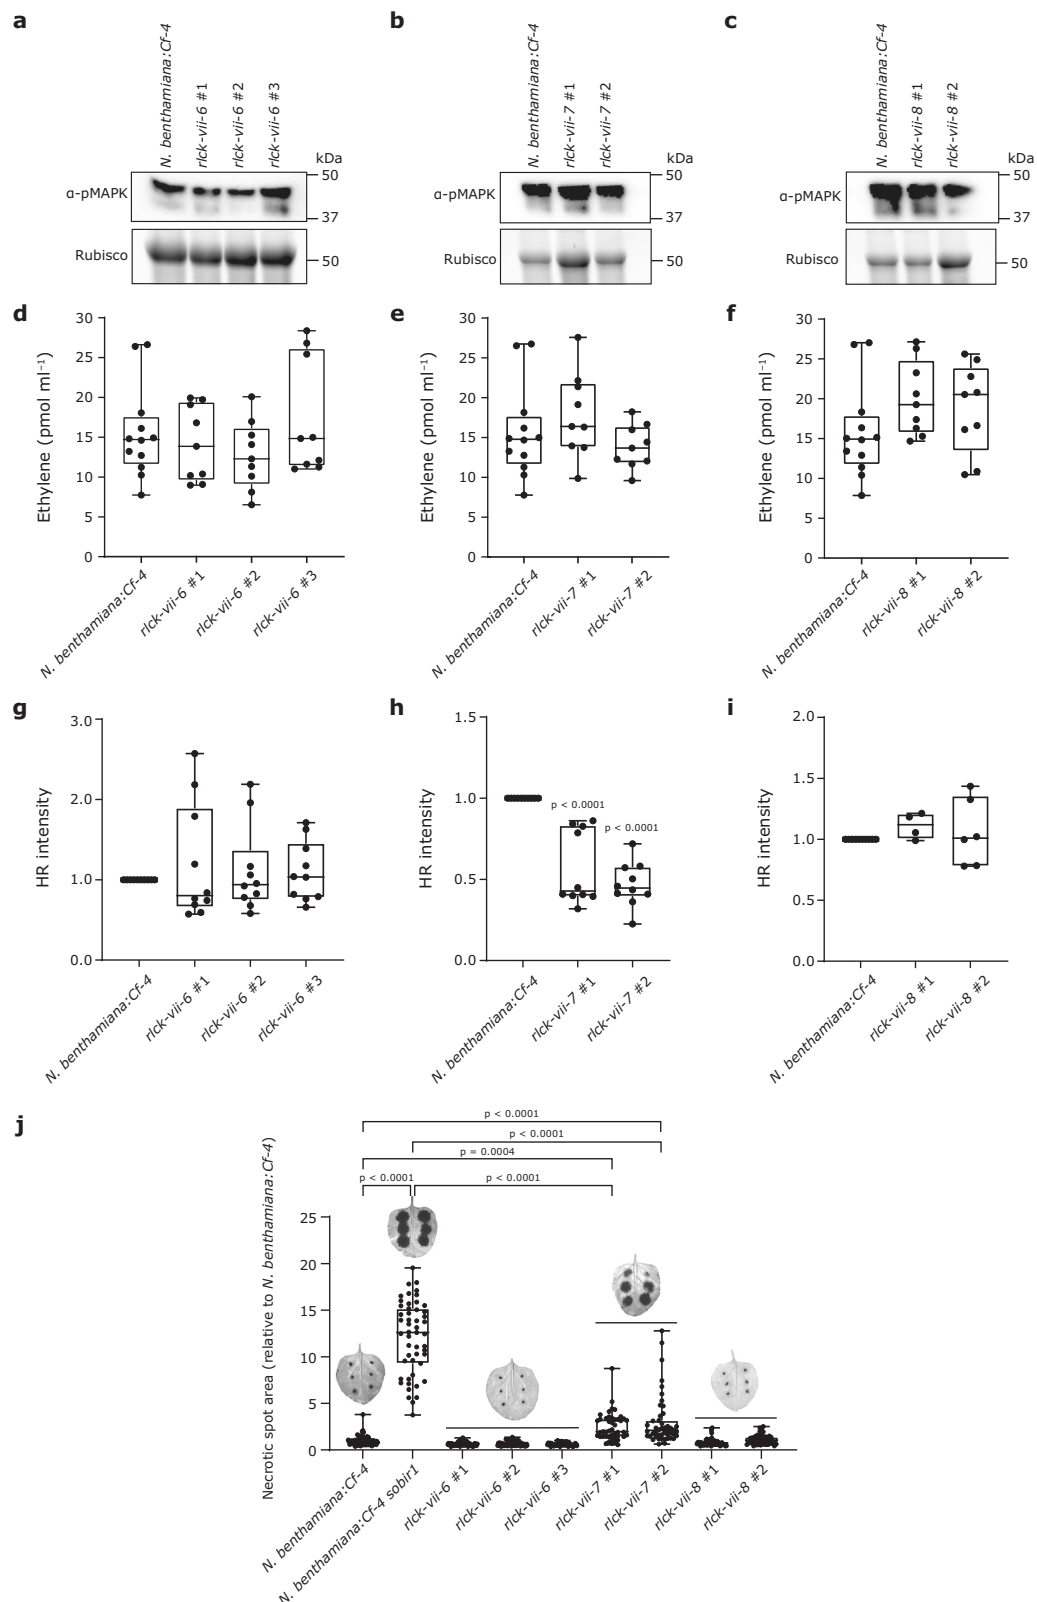 a
b
c
N. benthamiana:Cf-4
rlck-vii-6 #1
rlck-vii-6 #2
rlck-vii-6 #3
kDa
α-pMAPK
50
37
Rubisco
50
N. benthamiana:Cf-4
rlck-vii-7 #1
rlck-vii-7 #2
kDa
α-pMAPK
50
37
Rubisco
50
N. benthamiana:Cf-4
rlck-vii-8 #1
rlck-vii-8 #2
kDa
α-pMAPK
50
37
Rubisco
50
d
Ethylene (pmol ml⁻¹)
30
25
20
15
10
5
0
N. benthamiana:Cf-4
rlck-vii-6 #1
rlck-vii-6 #2
rlck-vii-6 #3
e
Ethylene (pmol ml⁻¹)
30
25
20
15
10
5
0
N. benthamiana:Cf-4
rlck-vii-7 #1
rlck-vii-7 #2
f
Ethylene (pmol ml⁻¹)
30
25
20
15
10
5
0
N. benthamiana:Cf-4
rlck-vii-8 #1
rlck-vii-8 #2
g
HR intensity
3.0
2.0
1.0
0.0
N. benthamiana:Cf-4
rlck-vii-6 #1
rlck-vii-6 #2
rlck-vii-6 #3
h
HR intensity
1.5
1.0
0.5
0.0
p < 0.0001
p < 0.0001
N. benthamiana:Cf-4
rlck-vii-7 #1
rlck-vii-7 #2
i
HR intensity
2.0
1.5
1.0
0.5
0.0
N. benthamiana:Cf-4
rlck-vii-8 #1
rlck-vii-8 #2
j
p < 0.0001
p < 0.0001
p = 0.0004
p < 0.0001
p < 0.0001
Necrotic spot area (relative to N. benthamiana:Cf-4)
25
20
15
10
5
0
N. benthamiana:Cf-4
N. benthamiana:Cf-4 sobir1
rlck-vii-6 #1
rlck-vii-6 #2
rlck-vii-6 #3
rlck-vii-7 #1
rlck-vii-7 #2
rlck-vii-8 #1
rlck-vii-8 #2